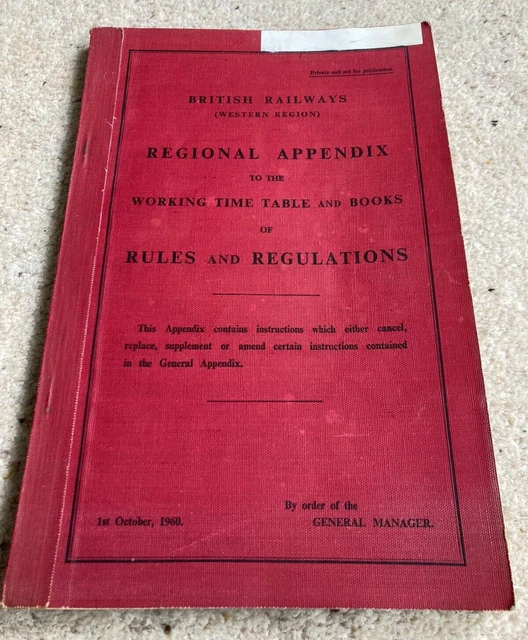 Private and not for publication.
BRITISH RAILWAYS
(WESTERN REGION)
REGIONAL APPENDIX
TO THE
WORKING TIME TABLE AND BOOKS
OF
RULES AND REGULATIONS
This Appendix contains instructions which either cancel,
replace, supplement or amend certain instructions contained
in the General Appendix.
By order of the
1st October, 1960. GENERAL MANAGER.